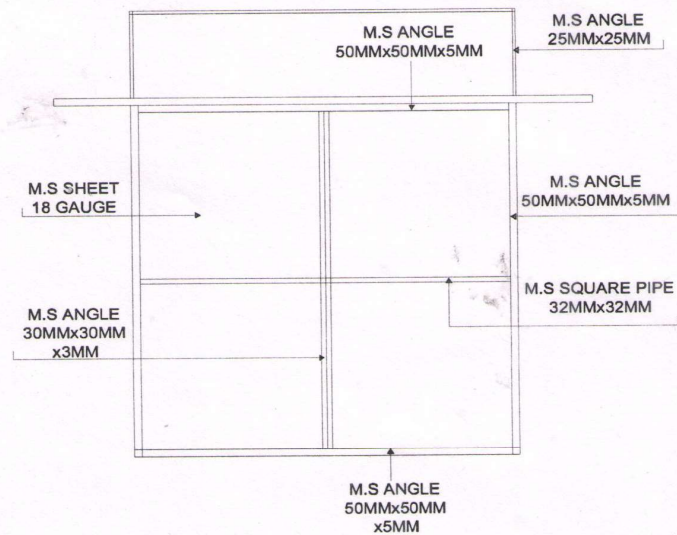 M.S ANGLE
50MMx50MMx5MM
M.S ANGLE
25MMx25MM
M.S SHEET
18 GAUGE
M.S ANGLE
50MMx50MMx5MM
M.S SQUARE PIPE
32MMx32MM
M.S ANGLE
30MMx30MM
x3MM
M.S ANGLE
50MMx50MM
x5MM